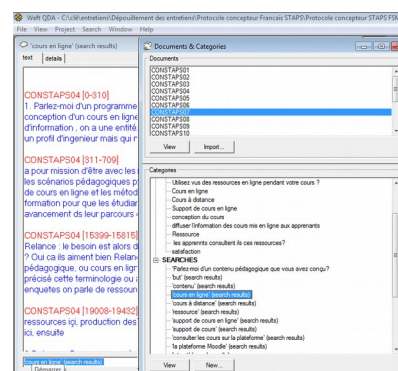 Weft QDA - C:\clé\entretiens\Dépouillement des entretiens\Protocole concepteur Francais STAPS\Protocole concepteur STAPS FSM
File View Project Search Window Help
'cours en ligne' (search results)
text details
CONSTAPS04 [0-310]
1. Parlez-moi d'un programme
conception d'un cours en ligne
d'information , on a une entité
un profil d'ingenieur mais qui n
CONSTAPS04 [311-709]
a pour mission d'être avec les
les scénarios pédagogiques p
de cours en ligne et les méthod
formation pour que les étudiar
avancement ds leur parcours
CONSTAPS04 [15399-15815]
Relance : le besoin est alors d
? Oui ca ils aiment bien Relan
pédagogique, ou cours en lign
précisé cette terminologie ou
enquetes on parle de ressour
CONSTAPS04 [19008-19432]
ressources içi. production des
ici, ensuite
'cours en ligne' (search results)
Démarrer
Documents & Categories
Documents
CONSTAPS01
CONSTAPS02
CONSTAPS03
CONSTAPS04
CONSTAPS05
CONSTAPS06
CONSTAPS07
CONSTAPS08
CONSTAPS09
CONSTAPS10
View Import...
Categories
Utilisez vus des ressources en ligne pendant votre cours ?
Cours en ligne
Cours à distance
Support de cours en ligne
conception du cours
diffuser l'information des cours mis en ligne aux apprenants
Ressource
les apprennts consultent ils ces ressources?
satisfaction
SEARCHES
'Parlez-moi d'un contenu pédagogique que vous avez conçu?
'but' (search results)
'contenu' (search results)
'cours en ligne' (search results)
'cours à distance' (search results)
'ressource' (search results)
'support de cours en ligne' (search results)
'support de cours' (search results)
'consulter les cours sur la plateforme' (search results)
'la plateforme Moodle' (search results)
View New...